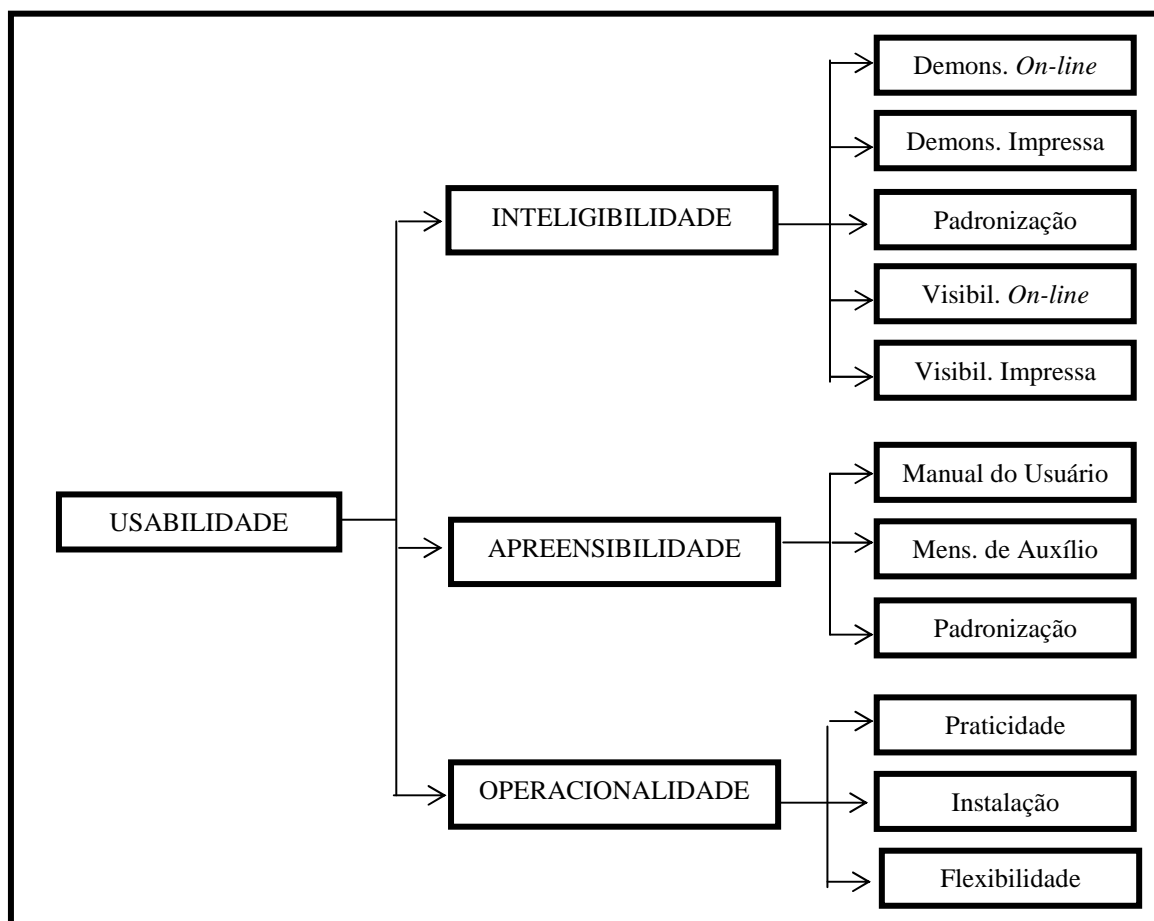 Demons. On-line
Demons. Impressa
INTELIGIBILIDADE
Padronização
Visibil. On-line
Visibil. Impressa
Manual do Usuário
USABILIDADE
APREENSIBILIDADE
Mens. de Auxílio
Padronização
Praticidade
OPERACIONALIDADE
Instalação
Flexibilidade